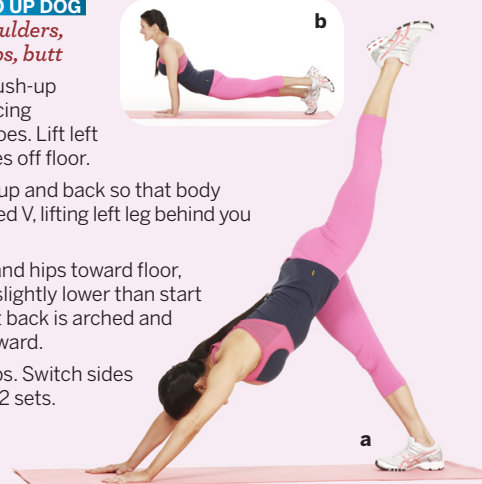 UP DOG
ulders,
os, butt
ush-up
cing
oes. Lift left
es off floor.
up and back so that body
ed V, lifting left leg behind you
and hips toward floor,
slightly lower than start
t back is arched and
ward.
ps. Switch sides
2 sets.
b
a